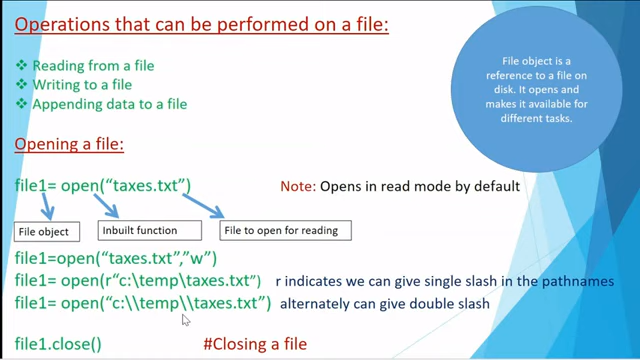 Operations that can be performed on a file:
❖ Reading from a file
❖ Writing to a file
❖ Appending data to a file
File object is a
reference to a file on
disk. It opens and
makes it available for
different tasks.
Opening a file:
file1= open(“taxes.txt”)
Note: Opens in read mode by default
File object
Inbuilt function
File to open for reading
file1=open(“taxes.txt”,”w”)
file1= open(r“c:\temp\taxes.txt”) r indicates we can give single slash in the pathnames
file1= open(“c:\\temp\\taxes.txt”) alternately can give double slash
file1.close() #Closing a file